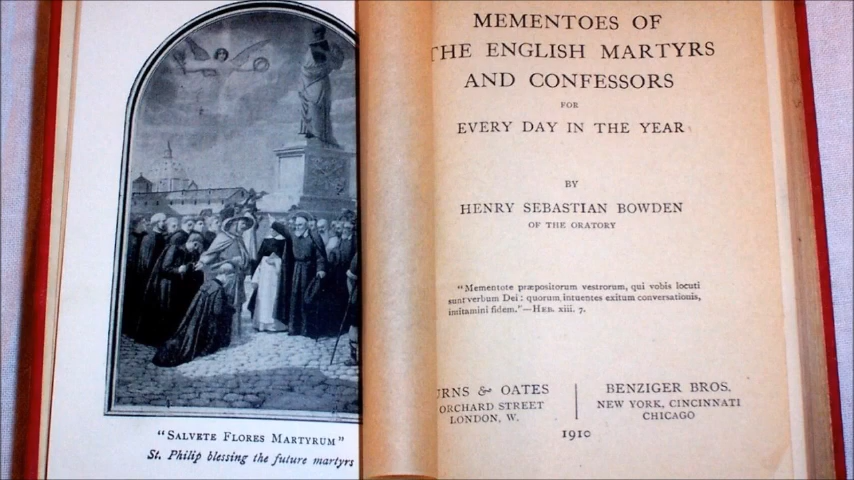 "SALVETE FLORES MARTYRUM"
St. Philip blessing the future martyrs
MEMENTOES OF
THE ENGLISH MARTYRS
AND CONFESSORS
FOR
EVERY DAY IN THE YEAR
BY
HENRY SEBASTIAN BOWDEN
OF THE ORATORY
"Mementote præpositorum vestrorum, qui vobis locuti
sunt verbum Dei: quorum intuentes exitum conversationis,
imitamini fidem."—HEB. xiii. 7.
URNS & OATES
ORCHARD STREET
LONDON, W.
BENZIGER BROS.
NEW YORK, CINCINNATI
CHICAGO
1910